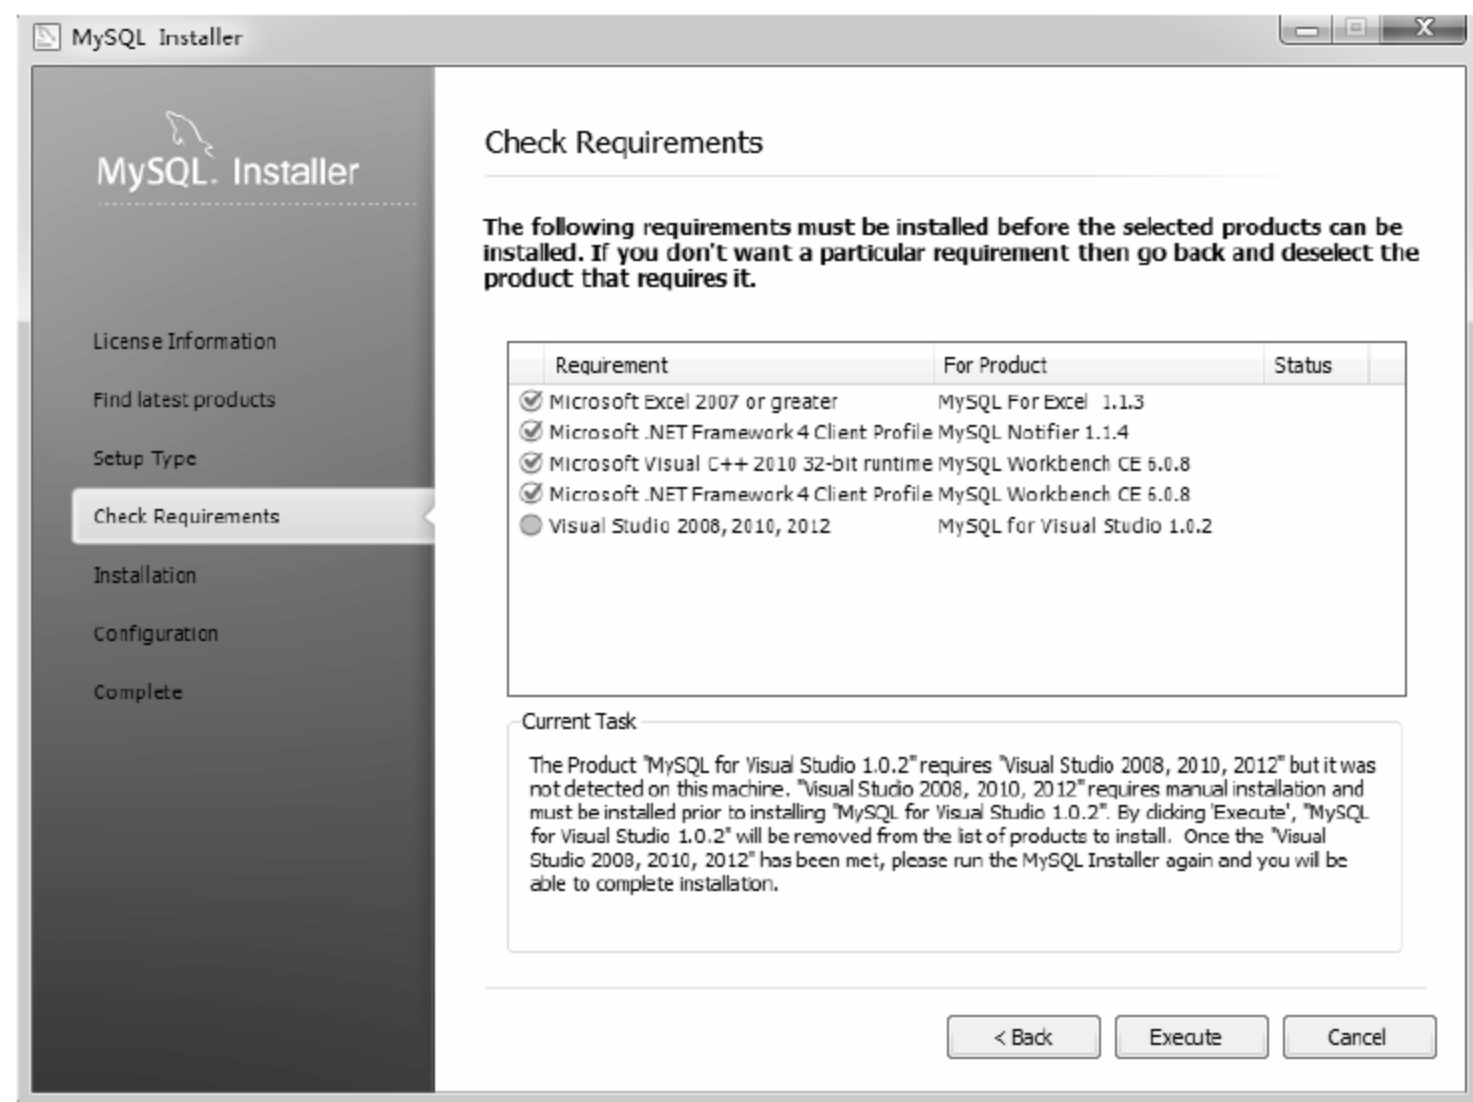 MySQL Installer
MySQL. Installer
License Information
Find latest products
Setup Type
Check Requirements
Installation
Configuration
Complete
Check Requirements
The following requirements must be installed before the selected products can be
installed. If you don't want a particular requirement then go back and deselect the
product that requires it.
Requirement For Product Status
Microsoft Excel 2007 or greater MySQL For Excel 1.1.3
Microsoft .NET Framework 4 Client Profile MySQL Notifier 1.1.4
Microsoft Visual C++ 2010 32-bit runtime MySQL Workbench CE 6.0.8
Microsoft .NET Framework 4 Client Profile MySQL Workbench CE 6.0.8
Visual Studio 2008, 2010, 2012 MySQL for Visual Studio 1.0.2
Current Task
The Product "MySQL for Visual Studio 1.0.2" requires "Visual Studio 2008, 2010, 2012" but it was
not detected on this machine. "Visual Studio 2008, 2010, 2012" requires manual installation and
must be installed prior to installing "MySQL for Visual Studio 1.0.2". By clicking 'Execute', "MySQL
for Visual Studio 1.0.2" will be removed from the list of products to install. Once the "Visual
Studio 2008, 2010, 2012" has been met, please run the MySQL Installer again and you will be
able to complete installation.
< Back Execute Cancel